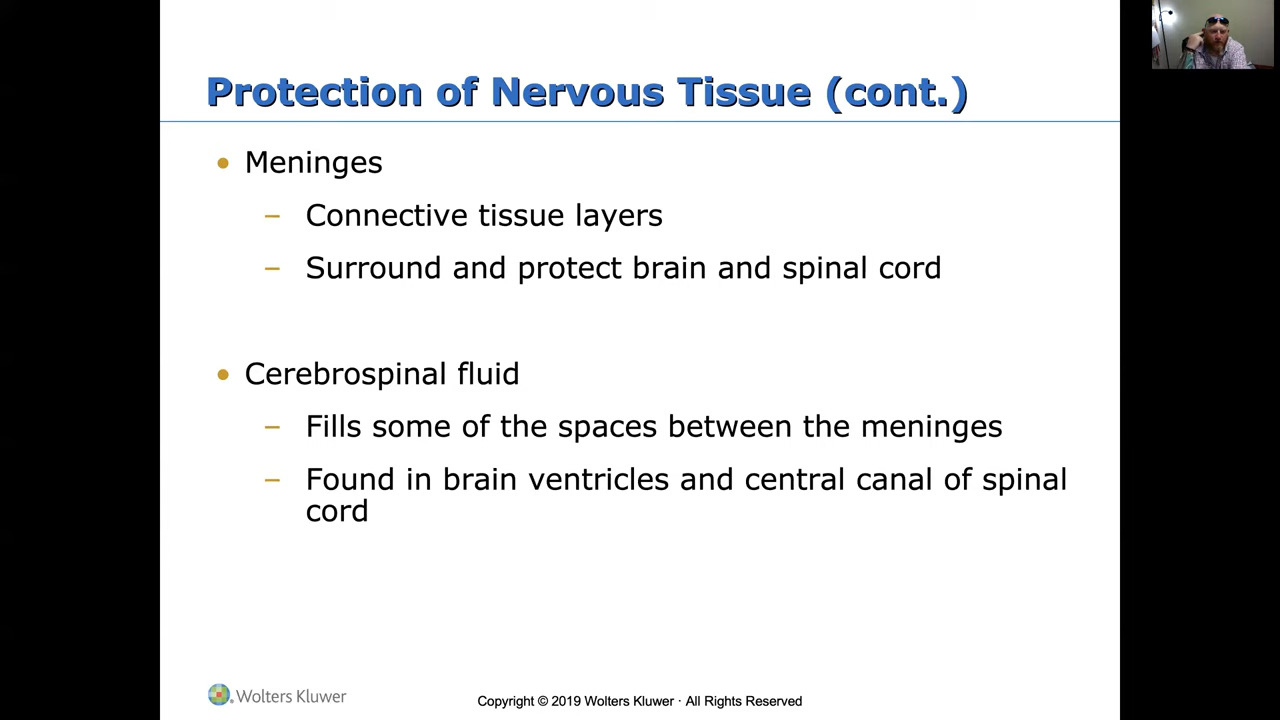 Protection of Nervous Tissue (cont.)
• Meninges
– Connective tissue layers
– Surround and protect brain and spinal cord
• Cerebrospinal fluid
– Fills some of the spaces between the meninges
– Found in brain ventricles and central canal of spinal
cord
Wolters Kluwer
Copyright © 2019 Wolters Kluwer · All Rights Reserved